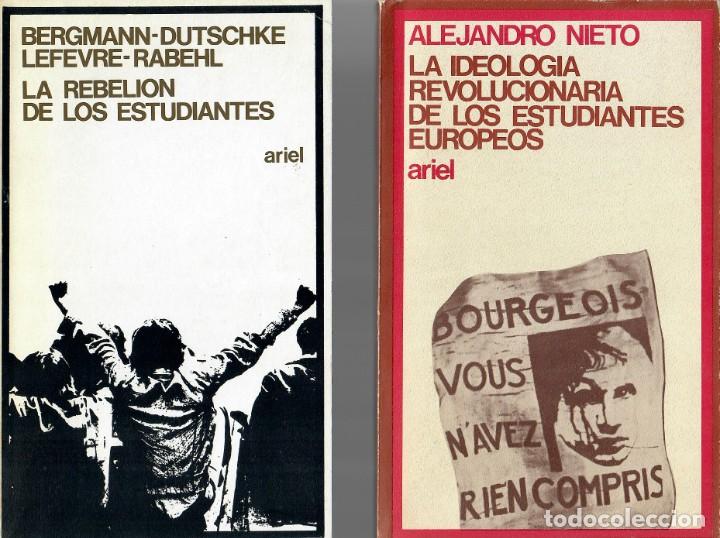 BERGMANN-DUTSCHKE
LEFEVRE-RABEHL
LA REBELION
DE LOS ESTUDIANTES
ariel
ALEJANDRO NIETO
LA IDEOLOGIA
REVOLUCIONARIA
DE LOS ESTUDIANTES
EUROPEOS
ariel
BOURGEOIS
VOUS
N'AVEZ
RIEN COMPRIS
todocoleccion